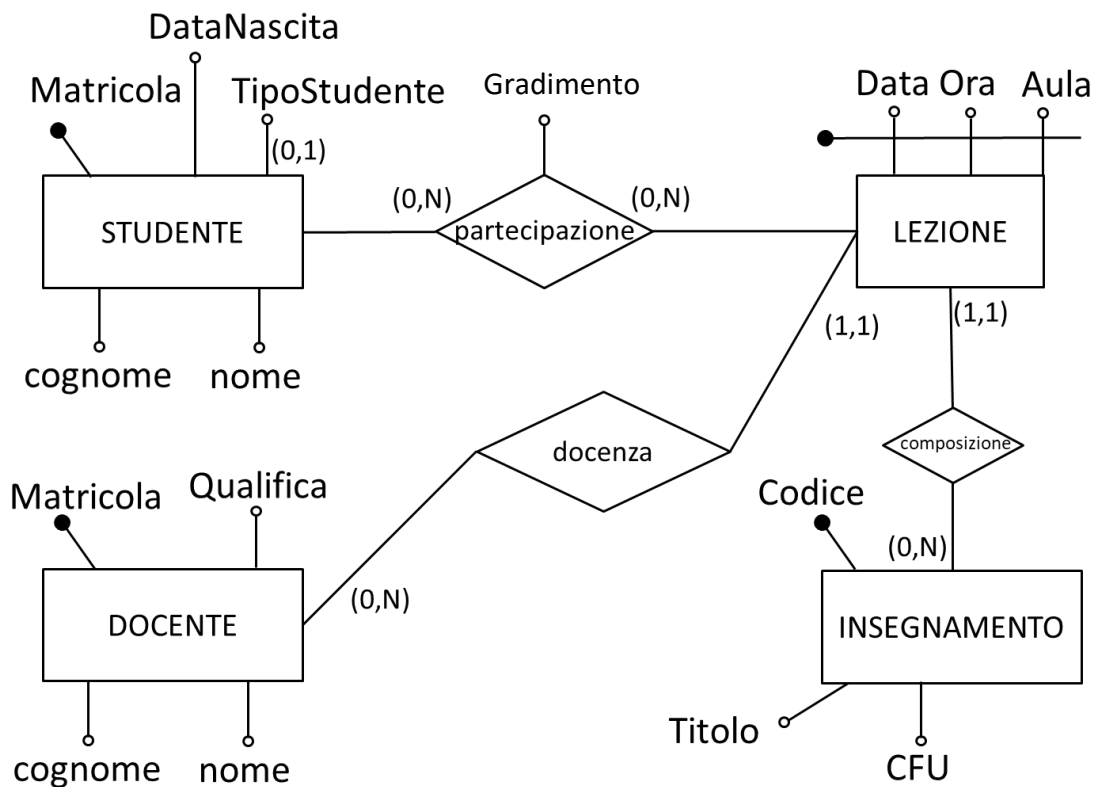 DataNascita
Matricola
TipoStudente
(0,1)
STUDENTE
cognome
nome
Gradimento
(0,N)
(0,N)
partecipazione
Data Ora Aula
LEZIONE
(1,1)
(1,1)
docenza
composizione
Matricola
Qualifica
DOCENTE
(0,N)
cognome
nome
Codice
(0,N)
INSEGNAMENTO
Titolo
CFU